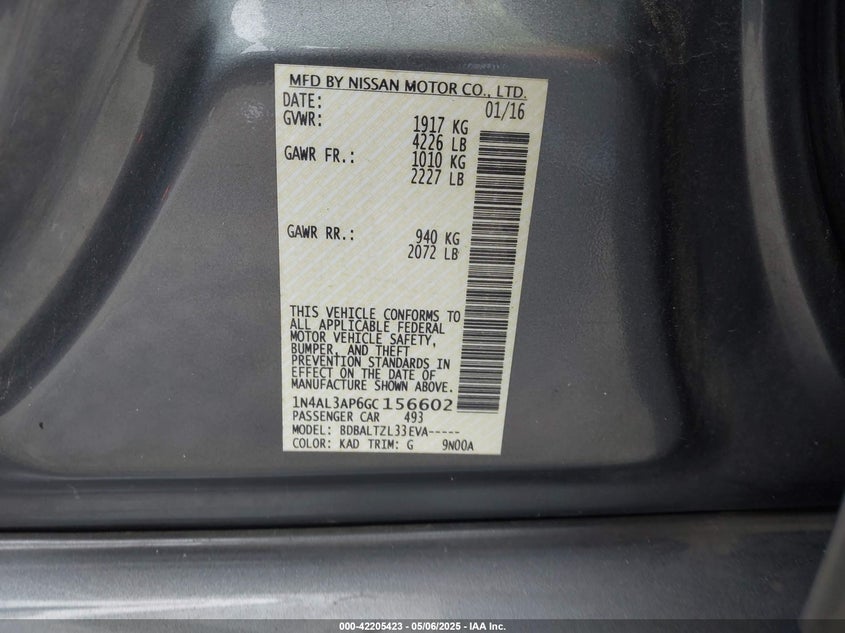 MFD BY NISSAN MOTOR CO., LTD.
DATE: 01/16
GVWR: 1917 KG
4226 LB
GAWR FR.: 1010 KG
2227 LB
GAWR RR.: 940 KG
2072 LB
THIS VEHICLE CONFORMS TO
ALL APPLICABLE FEDERAL
MOTOR VEHICLE SAFETY,
BUMPER, AND THEFT
PREVENTION STANDARDS IN
EFFECT ON THE DATE OF
MANUFACTURE SHOWN ABOVE.
1N4AL3AP6GC156602
PASSENGER CAR 493
MODEL: BDBALTZL33EVA-----
COLOR: KAD TRIM: G 9N00A
000-42205423 - 05/06/2025 - IAA Inc.